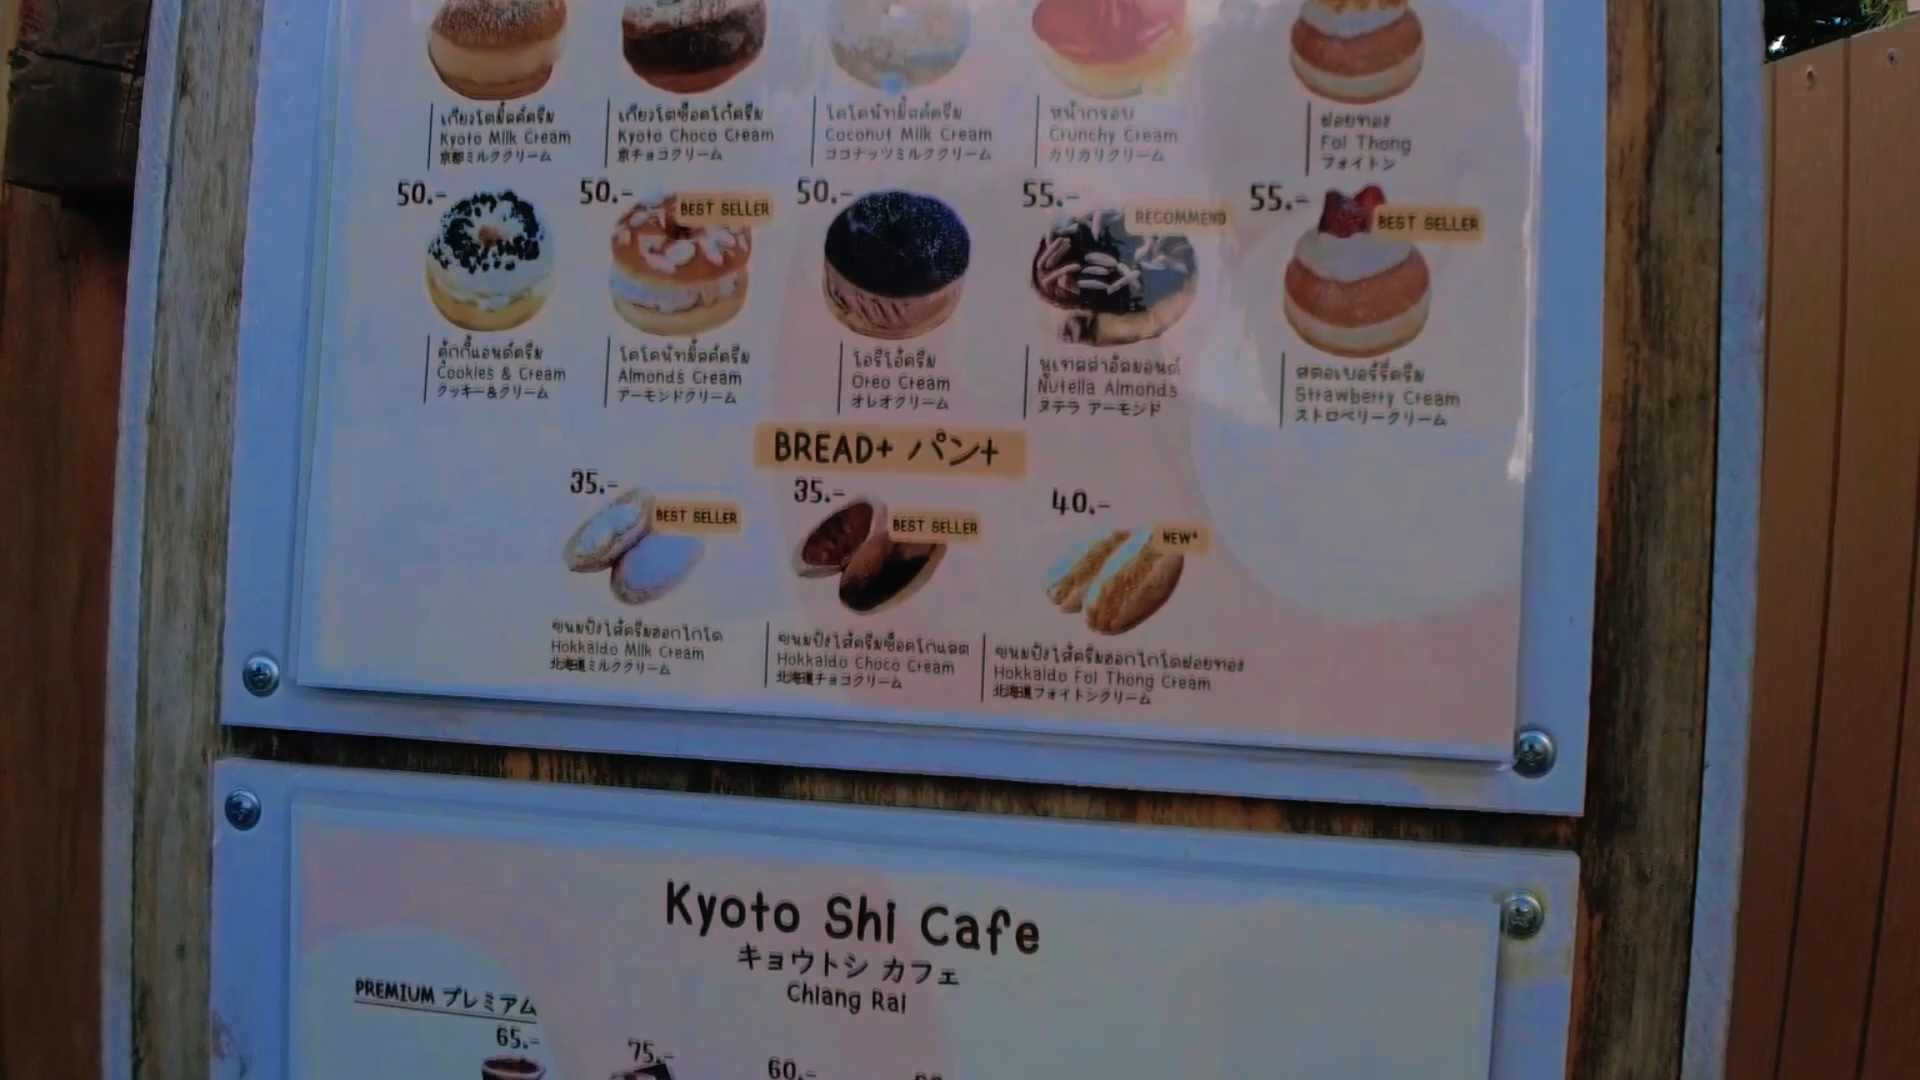 เกียวโตมิ้ลค์ครีม
Kyoto Milk Cream
京都ミルククリーム
เกียวโตช็อคโก้ครีม
Kyoto Choco Cream
京チョコクリーム
โคโคนัทมิ้ลค์ครีม
Coconut Milk Cream
ココナッツミルククリーム
หน้ากรอบ
Crunchy Cream
カリカリクリーム
ฝอยทอง
Foi Thong
フォイトン
50.-
คุ้กกี้แอนด์ครีม
Cookies & Cream
クッキー&クリーム
50.-
BEST SELLER
โคโคนัทมิ้ลค์ครีม
Almonds Cream
アーモンドクリーム
50.-
โอรีโอ้ครีม
Oreo Cream
オレオクリーム
55.-
RECOMMEND
นูเทลล่าอัลมอนด์
Nutella Almonds
ヌテラ アーモンド
55.-
BEST SELLER
สตอเบอร์รี่ครีม
Strawberry Cream
ストロベリークリーム
BREAD+ パン+
35.-
BEST SELLER
ขนมปังไส้ครีมฮอกไกโด
Hokkaido Milk Cream
北海道ミルククリーム
35.-
BEST SELLER
ขนมปังไส้ครีมช็อคโกแลต
Hokkaido Choco Cream
北海道チョコクリーム
40.-
NEW*
ขนมปังไส้ครีมฮอกไกโดฝอยทอง
Hokkaido Foi Thong Cream
北海道フォイトンクリーム
Kyoto Shi Cafe
キョウトシ カフェ
Chiang Rai
PREMIUM プレミアム
65.-
75.-
60.-